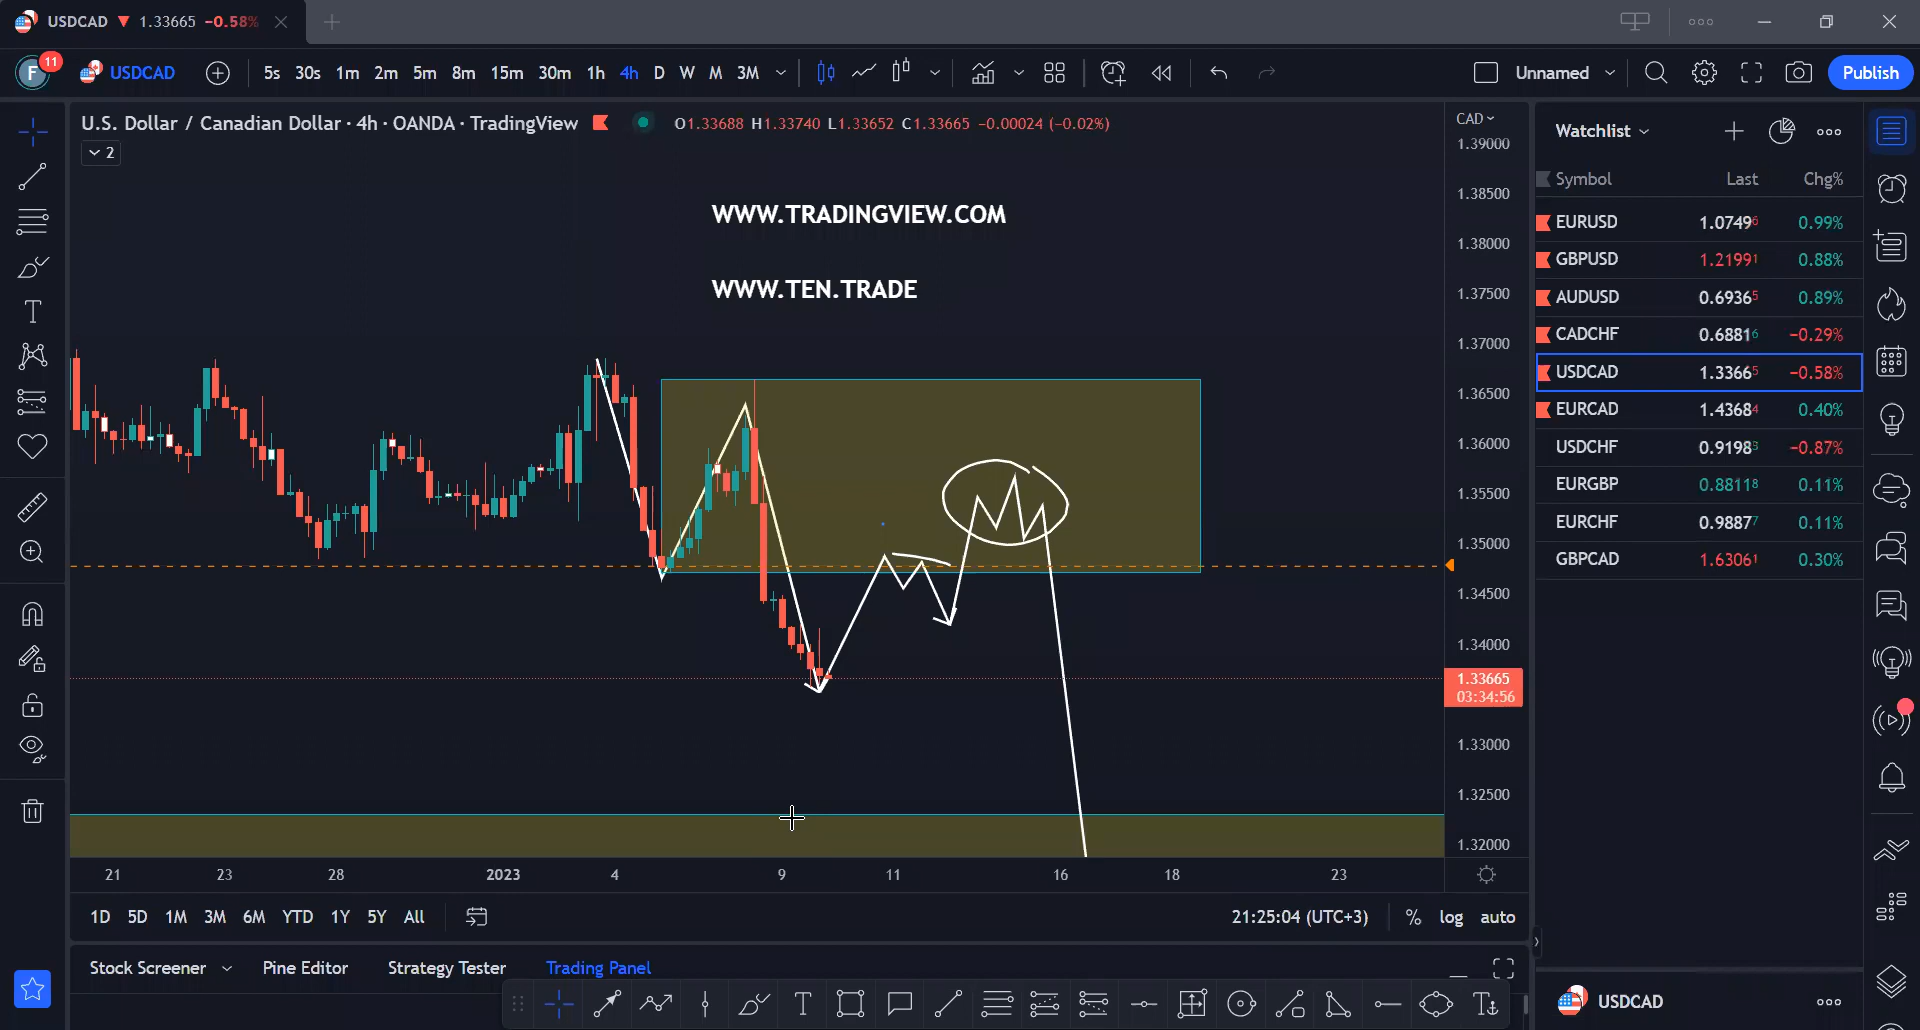 USDCAD ▼ 1.33665 −0.58%
F 11 USDCAD 5s 30s 1m 2m 5m 8m 15m 30m 1h 4h D W M 3M Unnamed Publish
U.S. Dollar / Canadian Dollar · 4h · OANDA · TradingView O1.33688 H1.33740 L1.33652 C1.33665 −0.00024 (−0.02%)
2
WWW.TRADINGVIEW.COM
WWW.TEN.TRADE
CAD
1.39000
1.38500
1.38000
1.37500
1.37000
1.36500
1.36000
1.35500
1.35000
1.34500
1.34000
1.33665
03:34:56
1.33000
1.32500
1.32000
21 23 28 2023 4 9 11 16 18 23
1D 5D 1M 3M 6M YTD 1Y 5Y All 21:25:04 (UTC+3) % log auto
Stock Screener Pine Editor Strategy Tester Trading Panel
T
Watchlist
Symbol Last Chg%
EURUSD 1.07496 0.99%
GBPUSD 1.21991 0.88%
AUDUSD 0.69365 0.89%
CADCHF 0.68816 −0.29%
USDCAD 1.33665 −0.58%
EURCAD 1.43684 0.40%
USDCHF 0.91983 −0.87%
EURGBP 0.88118 0.11%
EURCHF 0.98877 0.11%
GBPCAD 1.63061 0.30%
USDCAD